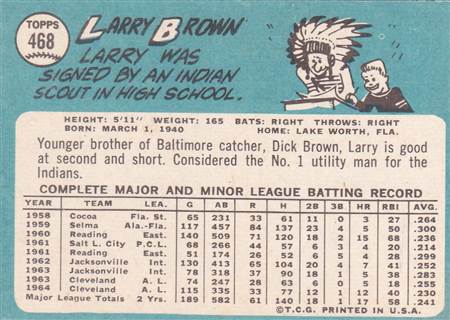 TOPPS
468
LARRY BROWN
LARRY WAS
SIGNED BY AN INDIAN
SCOUT IN HIGH SCHOOL.
HEIGHT: 5'11" WEIGHT: 165 BATS: RIGHT THROWS: RIGHT
BORN: MARCH 1, 1940 HOME: LAKE WORTH, FLA.
Younger brother of Baltimore catcher, Dick Brown, Larry is
good at second and short. Considered the No. 1 utility man for the
Indians.
COMPLETE MAJOR AND MINOR LEAGUE BATTING RECORD
YEAR TEAM LEA. G AB R H 2B 3B HR RBI AVG.
1958 Cocoa Fla. St. 65 231 33 61 11 0 3 27 .264
1959 Selma Ala.-Fla. 117 457 84 137 23 4 5 50 .300
1960 Reading East'n 140 509 71 120 18 2 15 68 .236
1961 Salt L. City P.C.L. 68 266 44 57 6 3 5 20 .214
1961 Reading East'n 51 174 26 52 28 .299
1962 Jacksonville Int. 130 413 65 104 20 4 7 .252
1963 Jacksonville Int. 78 318 37 90 18 1 5 38 .283
1963 Cleveland A.L. 74 247 28 63 6 0 5 18 .255
1964 Cleveland A.L. 115 335 33 77 12 1 12 40 .230
Major League Totals 2 Yrs. 189 582 61 140 18 1 17 58 .241
© T.C.G. PRINTED IN U.S.A.